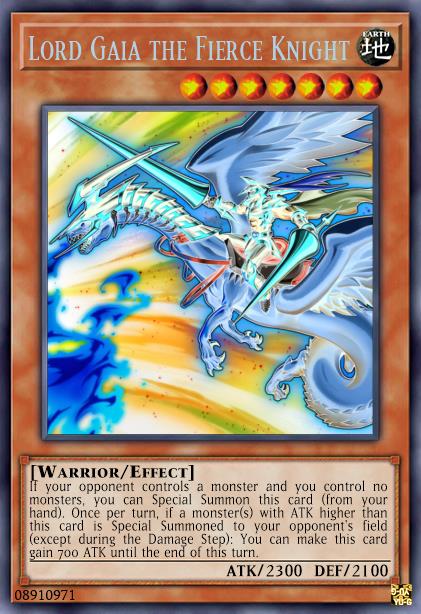 Lord Gaia the Fierce Knight
EARTH
地
[Warrior/Effect]
If your opponent controls a monster and you control no
monsters, you can Special Summon this card (from your
hand). Once per turn, if a monster(s) with ATK higher than
this card is Special Summoned to your opponent's field
(except during the Damage Step): You can make this card
gain 700 ATK until the end of this turn.
ATK/2300 DEF/2100
08910971